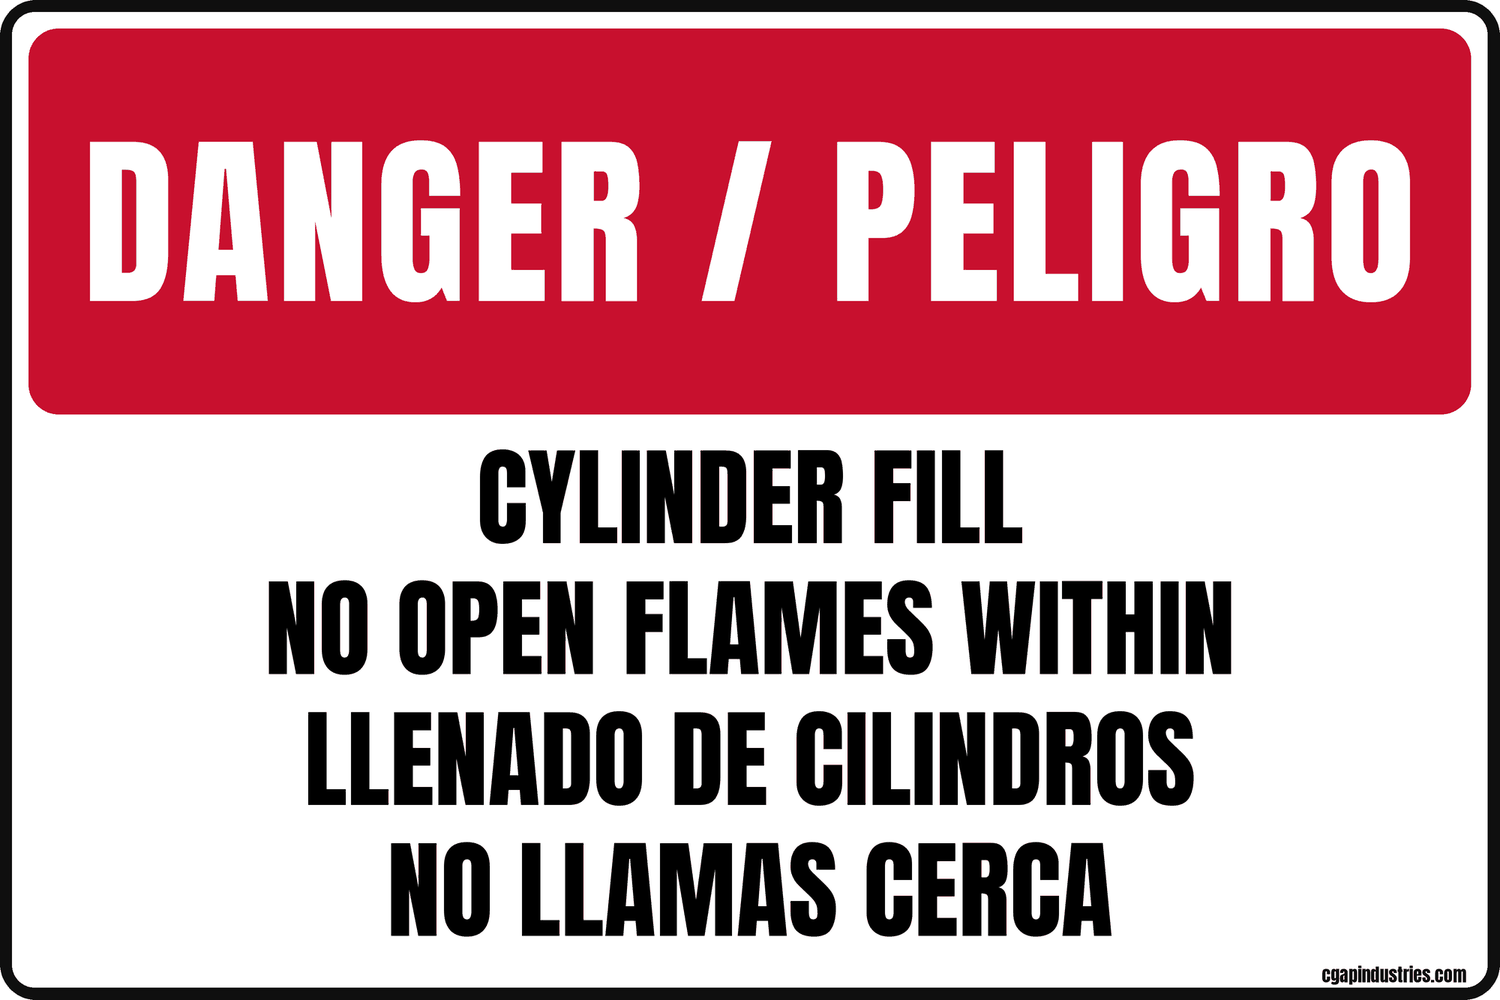 DANGER / PELIGRO
CYLINDER FILL
NO OPEN FLAMES WITHIN
LLENADO DE CILINDROS
NO LLAMAS CERCA
cgapindustries.com